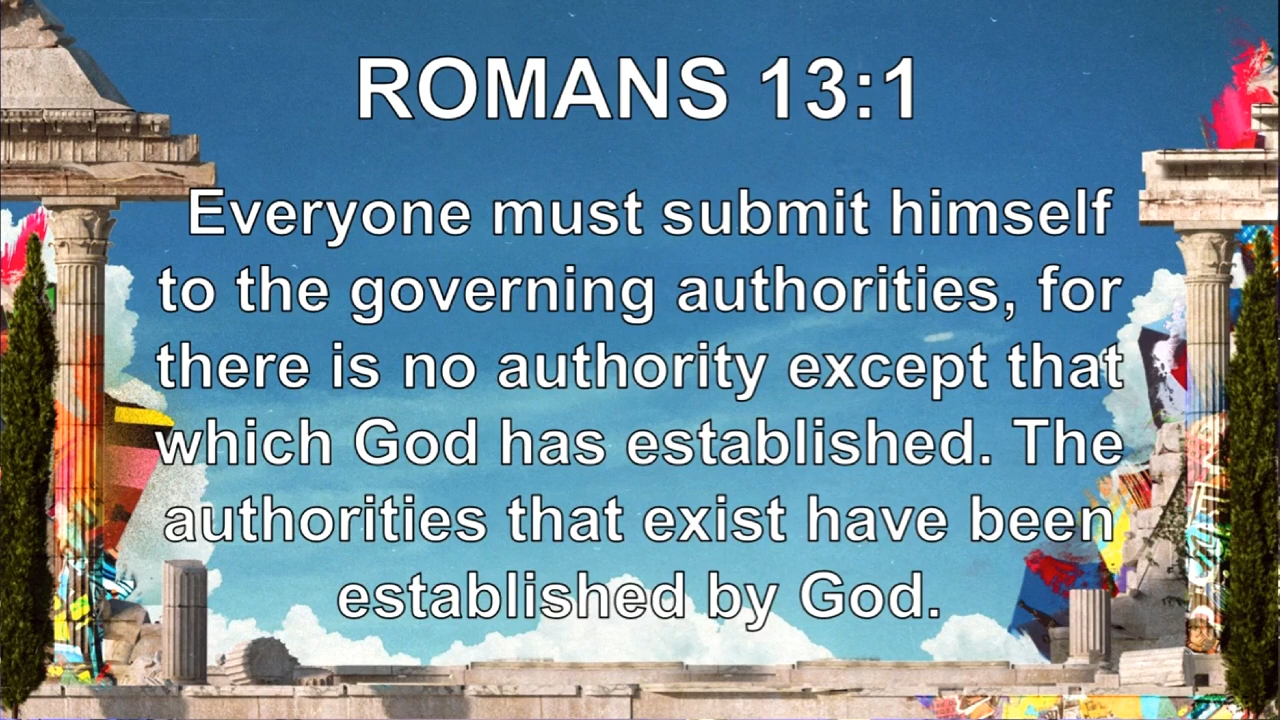 ROMANS 13:1
Everyone must submit himself
to the governing authorities, for
there is no authority except that
which God has established. The
authorities that exist have been
established by God.